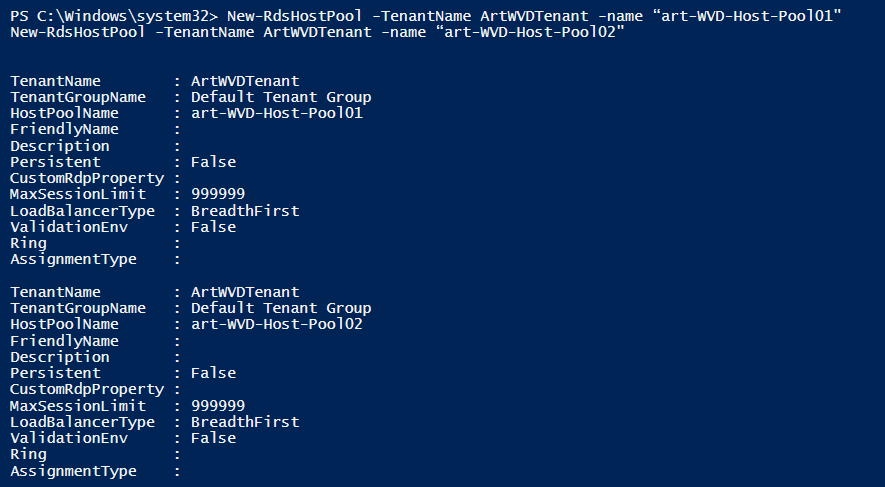 PS C:\Windows\system32> New-RdsHostPool -TenantName ArtWVDTenant -name “art-WVD-Host-Pool01"
New-RdsHostPool -TenantName ArtWVDTenant -name “art-WVD-Host-Pool02”
TenantName : ArtWVDTenant
TenantGroupName : Default Tenant Group
HostPoolName : art-WVD-Host-Pool01
FriendlyName :
Description :
Persistent : False
CustomRdpProperty :
MaxSessionLimit : 999999
LoadBalancerType : BreadthFirst
ValidationEnv : False
Ring :
AssignmentType :
TenantName : ArtWVDTenant
TenantGroupName : Default Tenant Group
HostPoolName : art-WVD-Host-Pool02
FriendlyName :
Description :
Persistent : False
CustomRdpProperty :
MaxSessionLimit : 999999
LoadBalancerType : BreadthFirst
ValidationEnv : False
Ring :
AssignmentType :